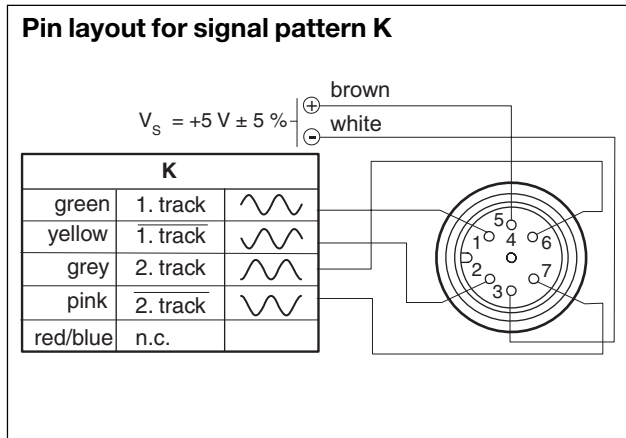 Pin layout for signal pattern K
brown
V_S = +5 V ± 5 %
white
K
green 1. track
yellow 1. track
grey 2. track
pink 2. track
red/blue n.c.
5
1 4 6
2 7
3